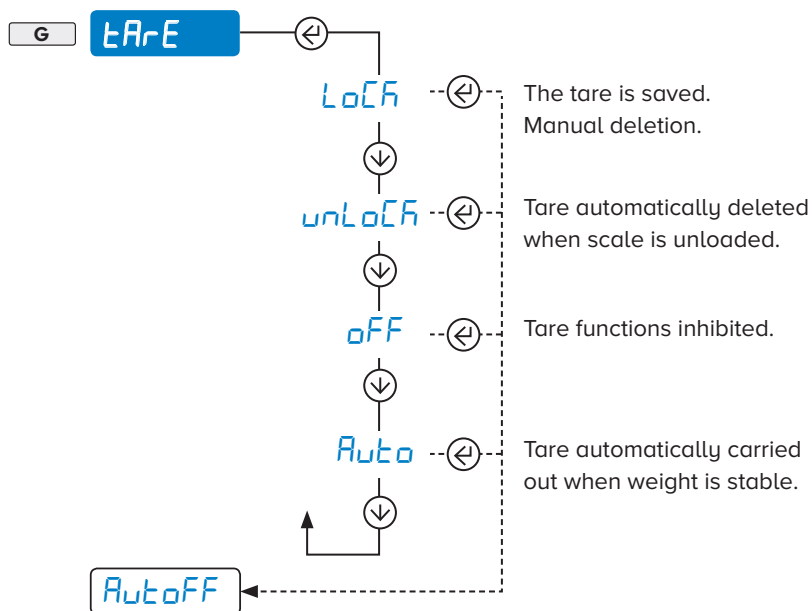 G tArE
LoCK
The tare is saved.
Manual deletion.
unLoCK
Tare automatically deleted
when scale is unloaded.
oFF
Tare functions inhibited.
Auto
Tare automatically carried
out when weight is stable.
AutoFF